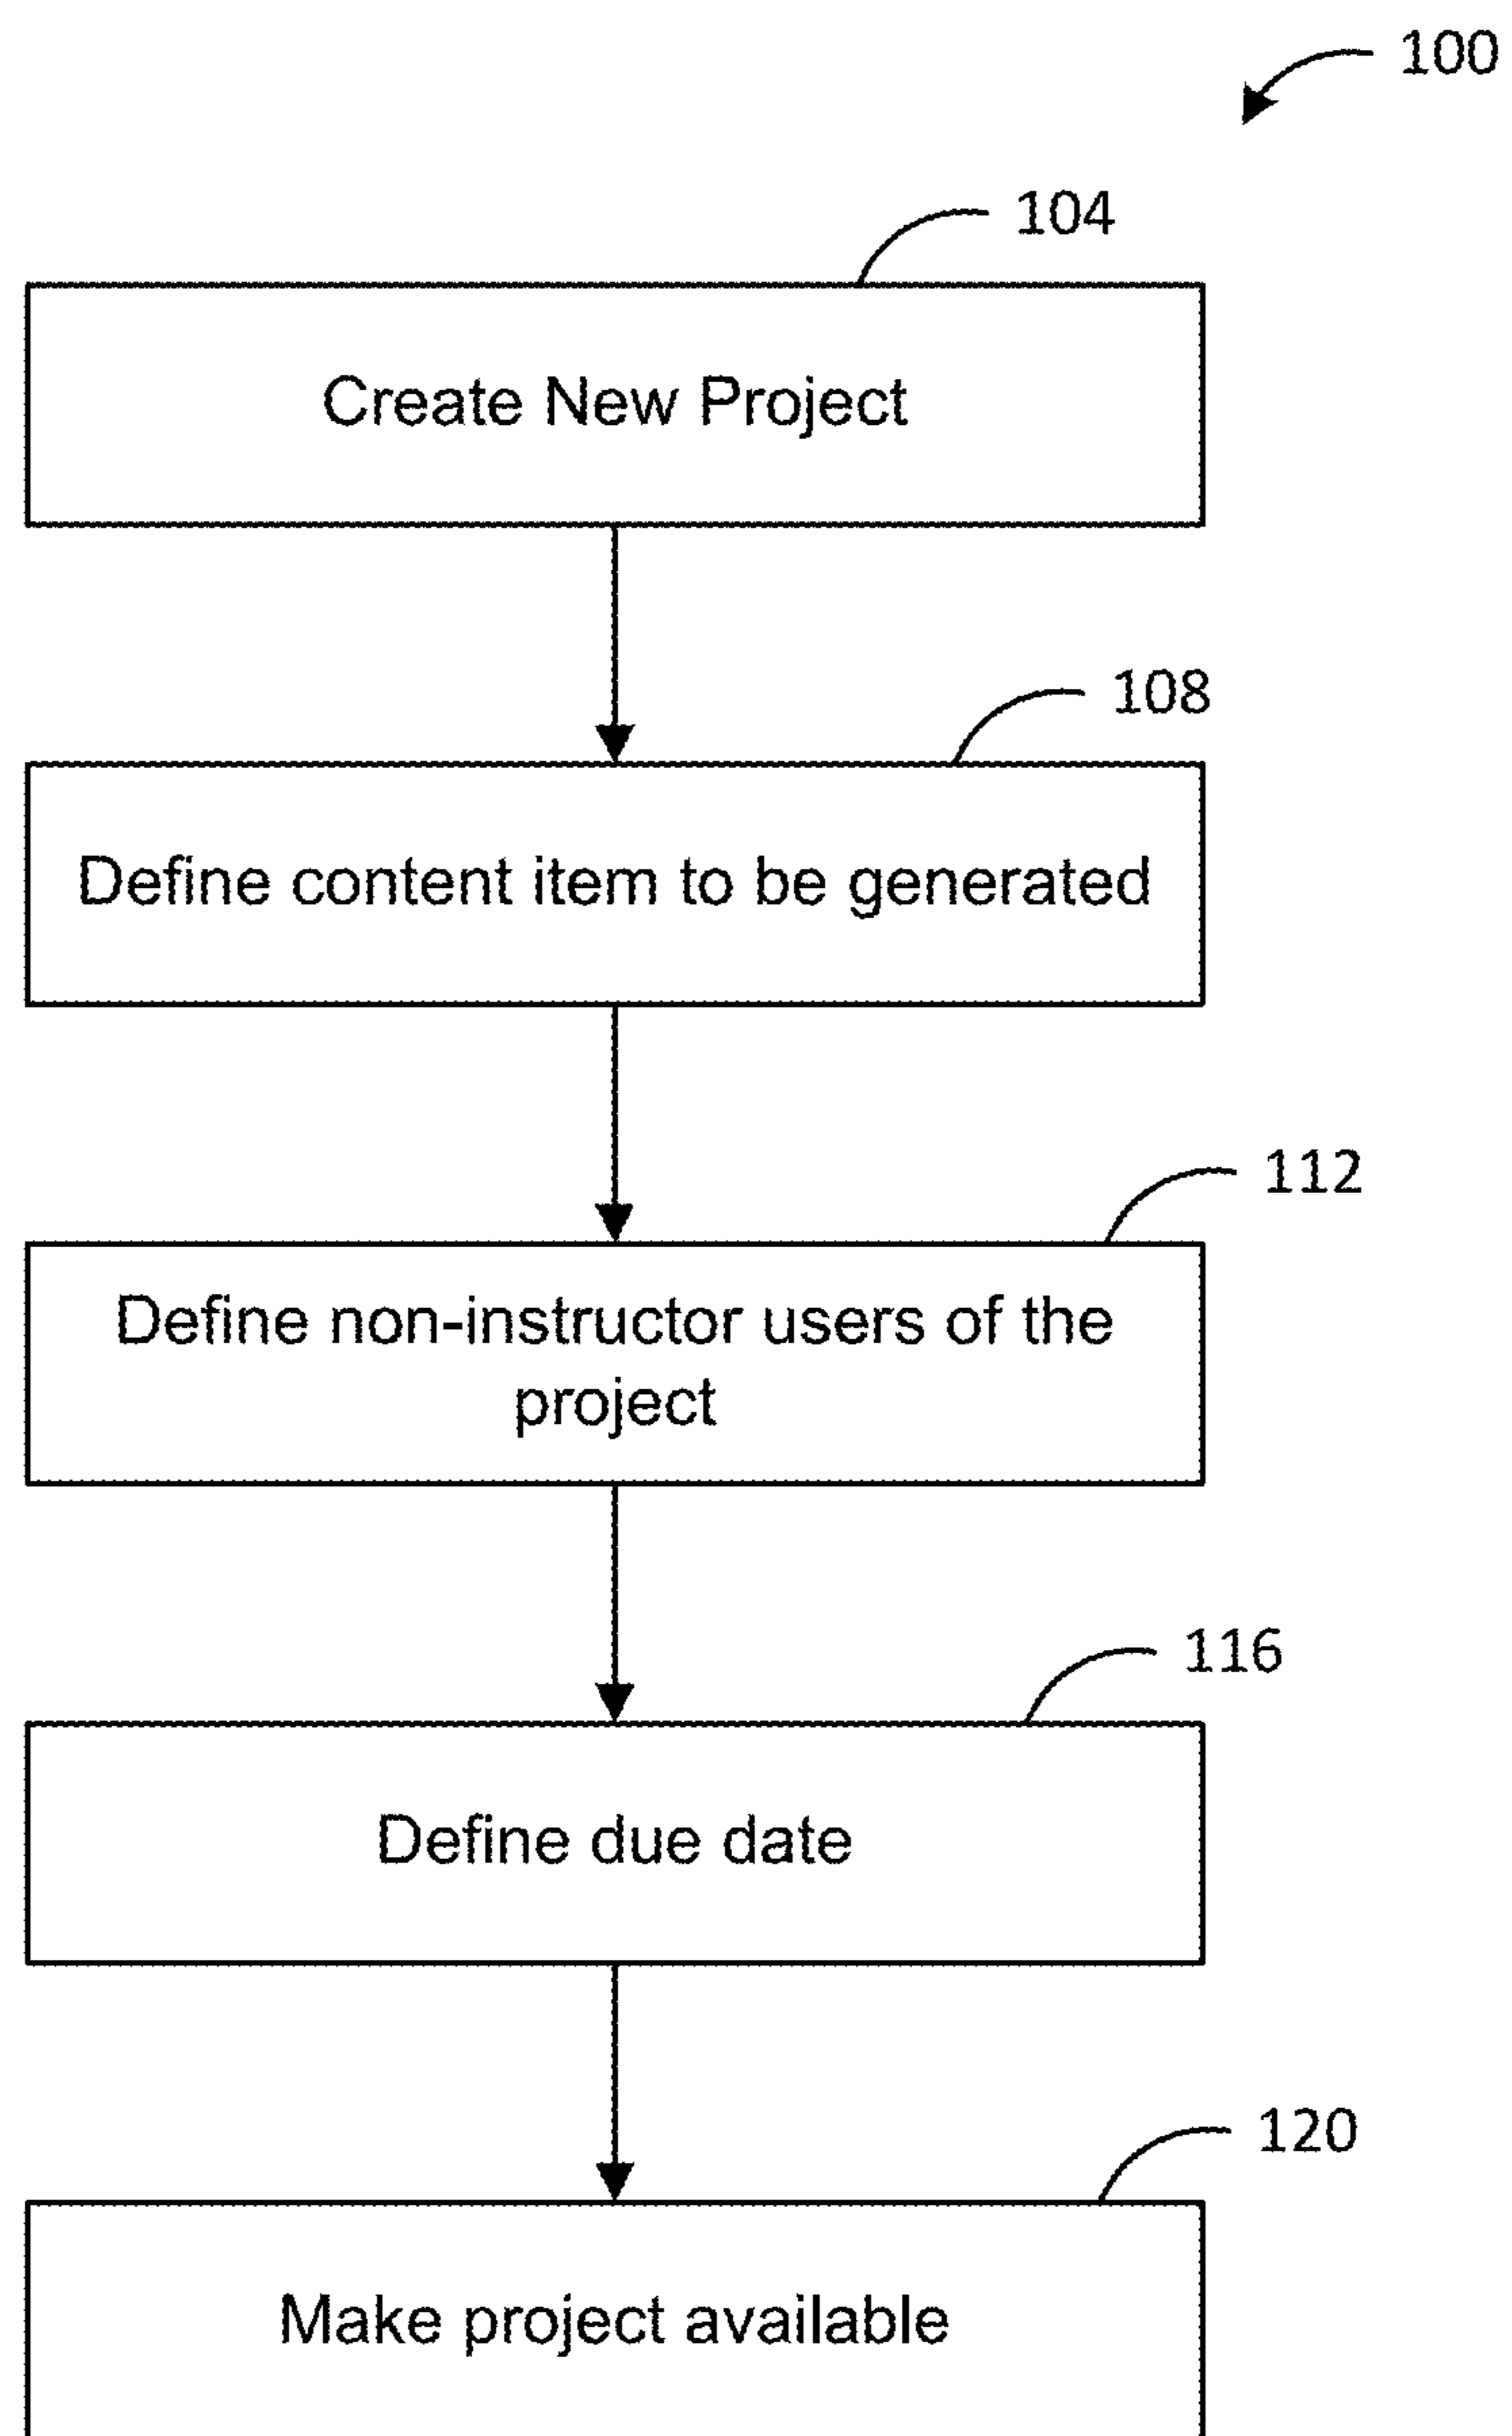 100
104
Create New Project
108
Define content item to be generated
112
Define non-instructor users of the
project
116
Define due date
120
Make project available